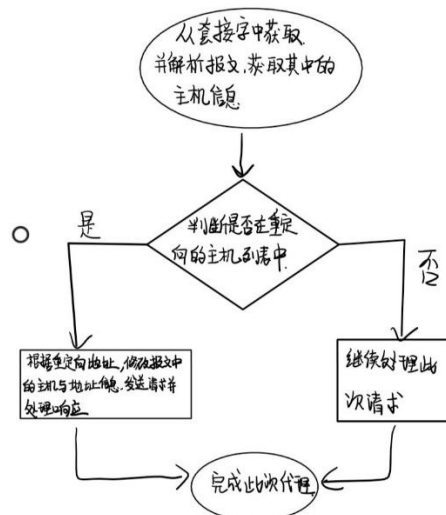 从套接字中获取
并解析报文,获取其中的
主机信息
判断是否在重定
向的主机列表中
是
否
根据重定向地址,修改报文中
的主机与地址信息,发送请求并
处理响应
继续处理此
次请求
完成此次代理